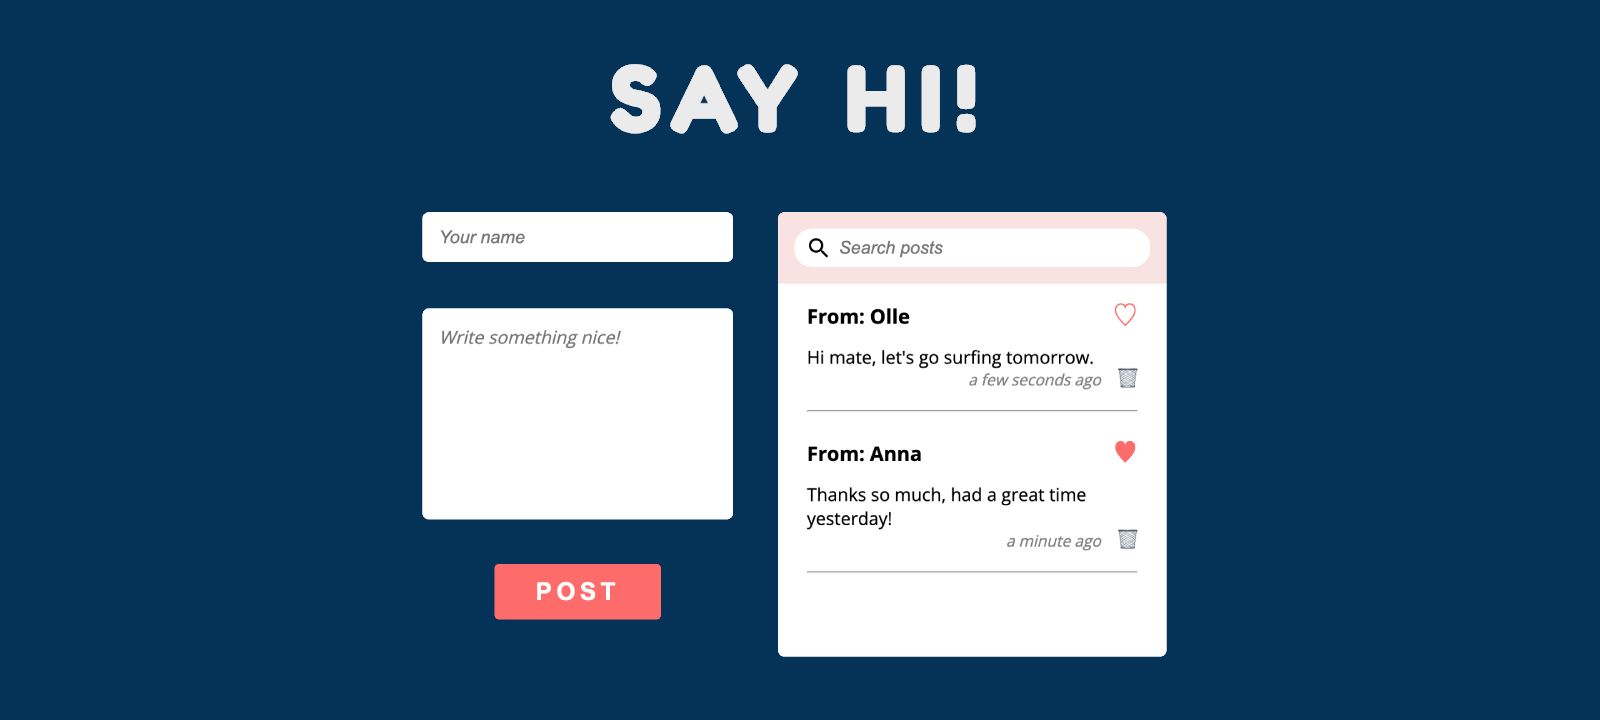 SAY HI!
Your name
Write something nice!
POST
Search posts
From: Olle
Hi mate, let's go surfing tomorrow.
a few seconds ago
From: Anna
Thanks so much, had a great time
yesterday!
a minute ago